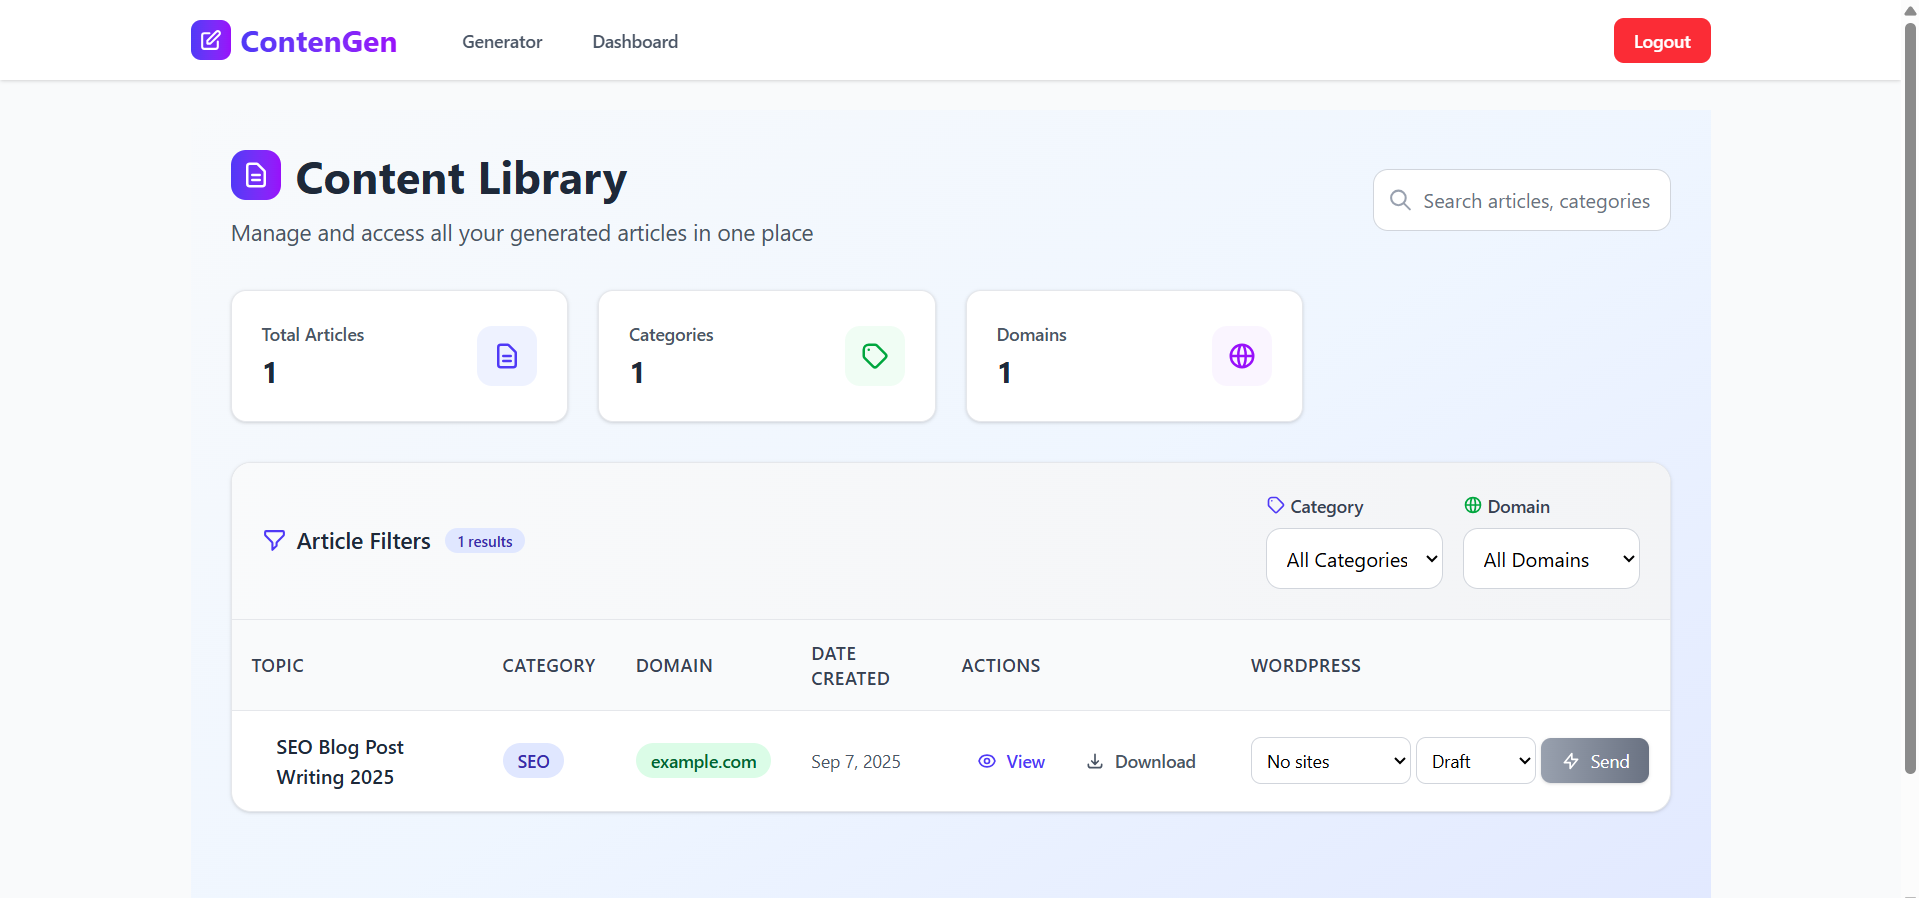 ContenGen
Generator
Dashboard
Logout
Content Library
Manage and access all your generated articles in one place
Search articles, categories
Total Articles
1
Categories
1
Domains
1
Article Filters
1 results
Category
All Categories
Domain
All Domains
TOPIC
CATEGORY
DOMAIN
DATE
CREATED
ACTIONS
WORDPRESS
SEO Blog Post
Writing 2025
SEO
example.com
Sep 7, 2025
View
Download
No sites
Draft
Send